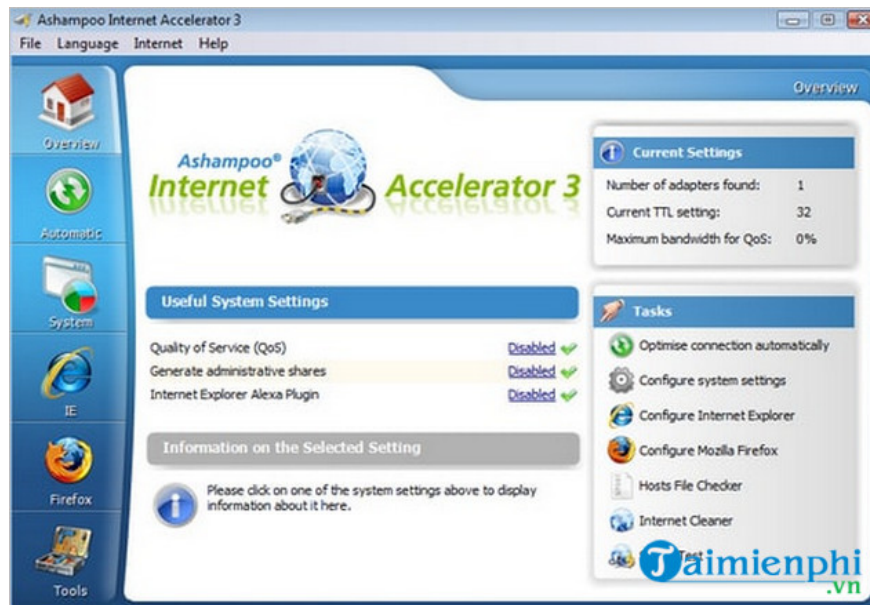 Ashampoo Internet Accelerator 3
File Language Internet Help
Overview
Overview
Automatic
System
IE
Firefox
Tools
Ashampoo®
Internet Accelerator 3
Useful System Settings
Quality of Service (QoS) Disabled
Generate administrative shares Disabled
Internet Explorer Alexa Plugin Disabled
Information on the Selected Setting
Please click on one of the system settings above to display
information about it here.
Current Settings
Number of adapters found: 1
Current TTL setting: 32
Maximum bandwidth for QoS: 0%
Tasks
Optimise connection automatically
Configure system settings
Configure Internet Explorer
Configure Mozilla Firefox
Hosts File Checker
Internet Cleaner
Test
Taimienphi
.vn